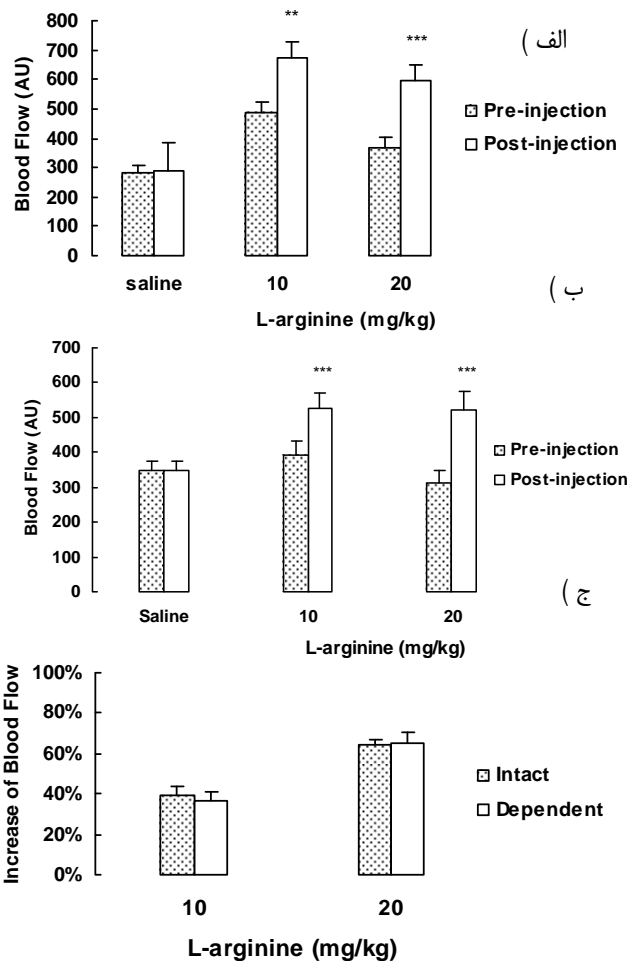 800
700
600
500
400
300
200
100
0
Blood Flow (AU)
**
***
الف )
Pre-injection
Post-injection
saline
10
20
L-arginine (mg/kg)
ب )
700
600
500
400
300
200
100
0
Blood Flow (AU)
***
***
Pre-injection
Post-injection
Saline
10
20
L-arginine (mg/kg)
ج )
100%
80%
60%
40%
20%
0%
Increase of Blood Flow
Intact
Dependent
10
20
L-arginine (mg/kg)